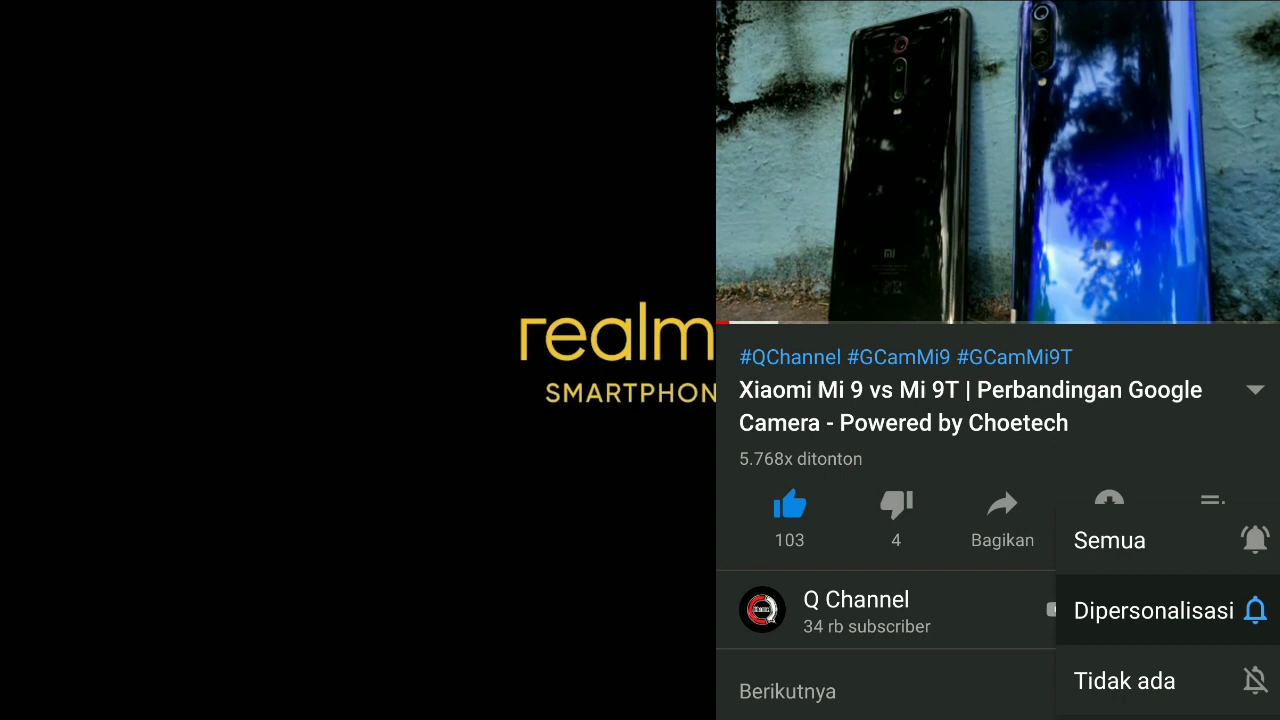 realm
SMARTPHON
mi
#QChannel #GCamMi9 #GCamMi9T
Xiaomi Mi 9 vs Mi 9T | Perbandingan Google
Camera - Powered by Choetech
5.768x ditonton
103
4
Bagikan
Semua
Q Channel
34 rb subscriber
Dipersonalisasi
Berikutnya
Tidak ada